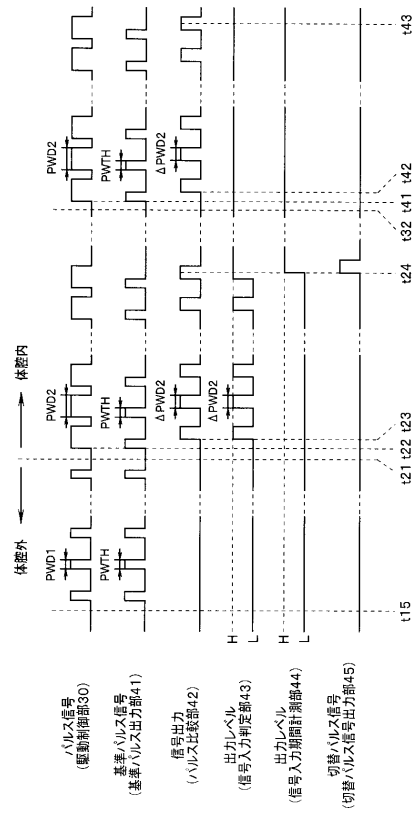 体腔外
体腔内
パルス信号
(駆動制御部30)
PWD1
PWD2
PWD2
基準パルス信号
(基準パルス出力部41)
PWTH
PWTH
PWTH
信号出力
(パルス比較部42)
ΔPWD2
ΔPWD2
出力レベル
(信号入力判定部43)
H
L
ΔPWD2
出力レベル
(信号入力期間計測部44)
H
L
切替パルス信号
(切替パルス信号出力部45)
t15
t21
t22
t23
t24
t32
t41
t42
t43